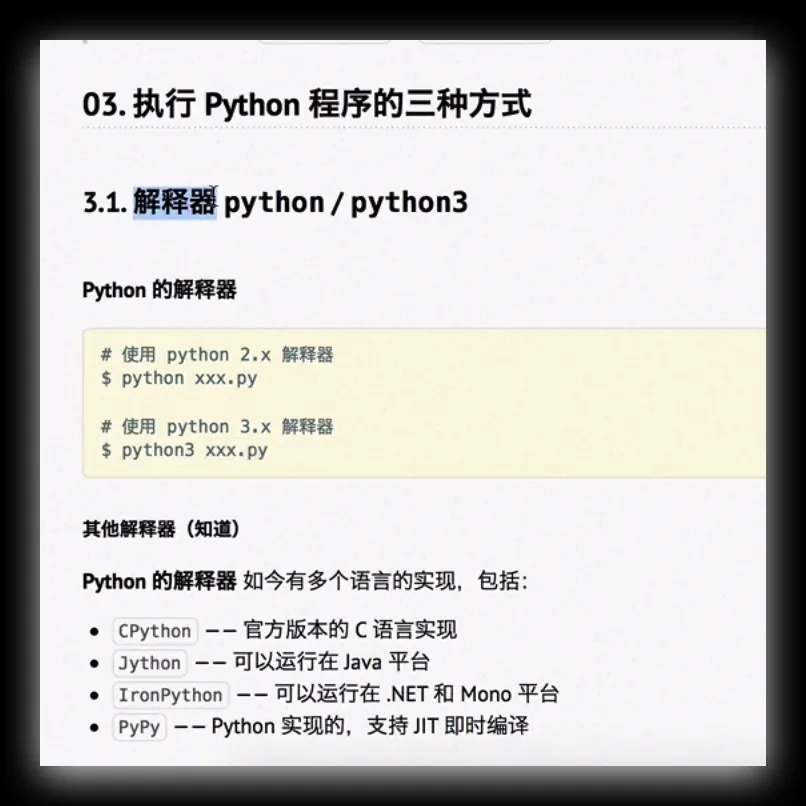 03. 执行 Python 程序的三种方式
3.1. 解释器 python / python3
Python 的解释器
# 使用 python 2.x 解释器
$ python xxx.py
# 使用 python 3.x 解释器
$ python3 xxx.py
其他解释器（知道）
Python 的解释器 如今有多个语言的实现，包括：
• CPython —— 官方版本的 C 语言实现
• Jython —— 可以运行在 Java 平台
• IronPython —— 可以运行在 .NET 和 Mono 平台
• PyPy —— Python 实现的，支持 JIT 即时编译